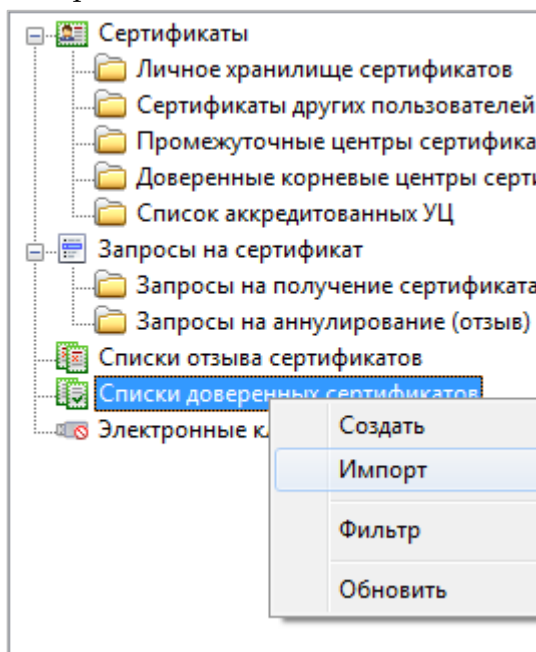 Сертификаты
Личное хранилище сертификатов
Сертификаты других пользователей
Промежуточные центры сертифика
Доверенные корневые центры серти
Список аккредитованных УЦ
Запросы на сертификат
Запросы на получение сертификата
Запросы на аннулирование (отзыв)
Списки отзыва сертификатов
Списки доверенных сертификатов
Электронные к
Создать
Импорт
Фильтр
Обновить